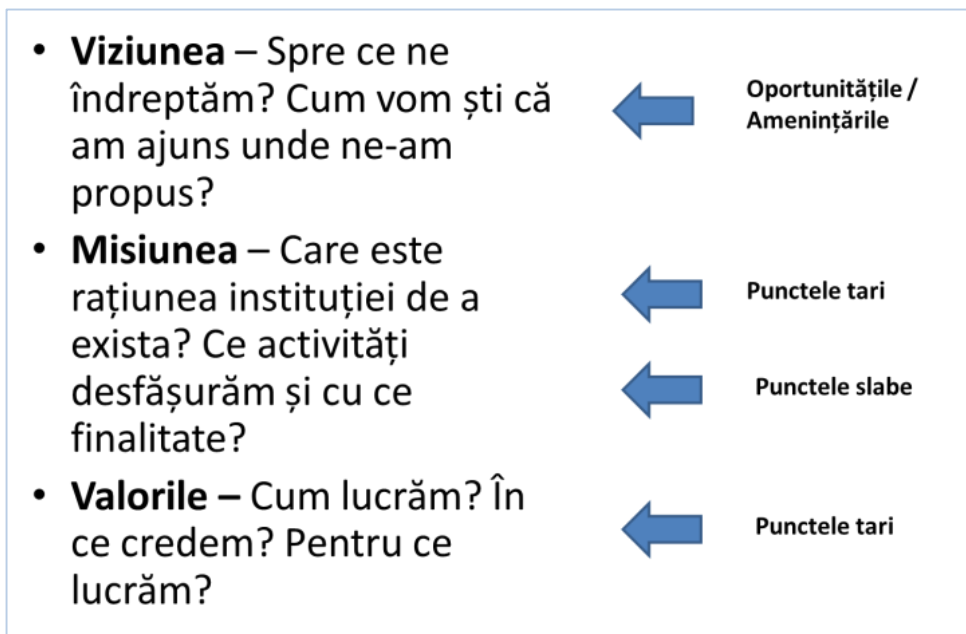 • Viziunea – Spre ce ne
îndreptăm? Cum vom ști că
am ajuns unde ne-am
propus?
Oportunitățile /
Amenințările
• Misiunea – Care este
rațiunea instituției de a
exista? Ce activități
desfășurăm și cu ce
finalitate?
Punctele tari
Punctele slabe
• Valorile – Cum lucrăm? În
ce credem? Pentru ce
lucrăm?
Punctele tari